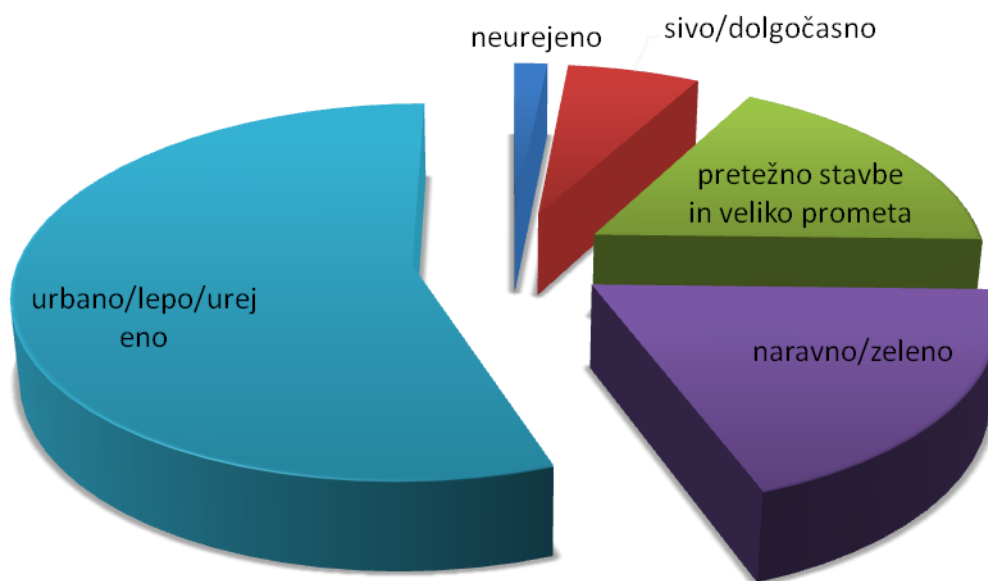 neurejeno
sivo/dolgočasno
pretežno stavbe
in veliko prometa
urbano/lepo/urej
eno
naravno/zeleno